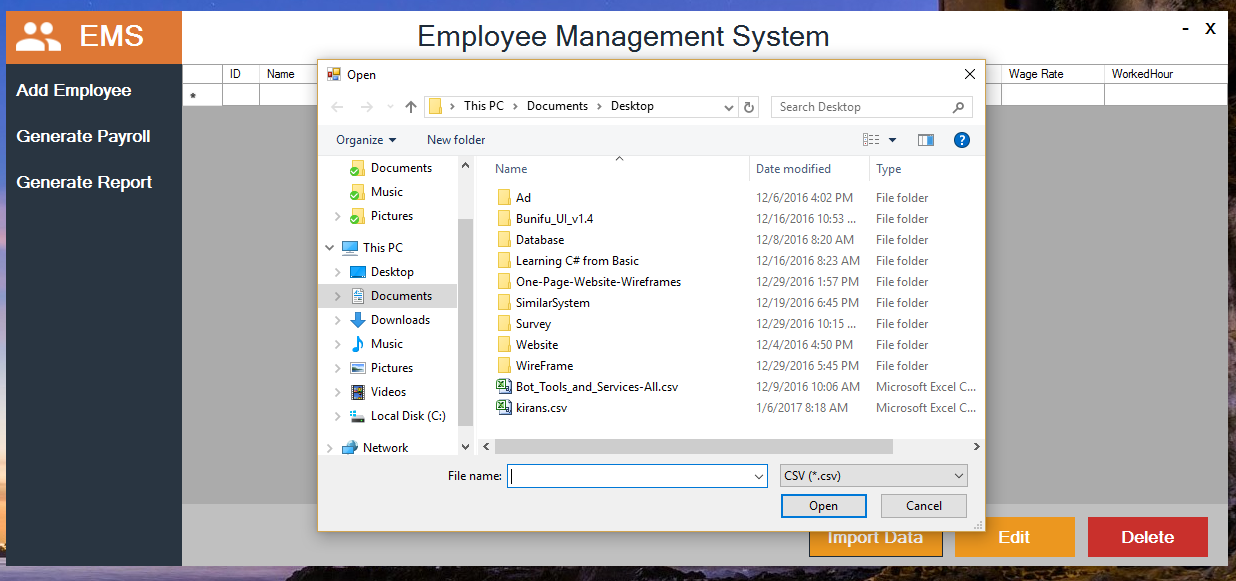 EMS
Employee Management System
- X
Add Employee
Generate Payroll
Generate Report
ID Name Wage Rate WorkedHour
*
Open
This PC > Documents > Desktop
Search Desktop
Organize New folder
Documents
Music
Pictures
This PC
Desktop
Documents
Downloads
Music
Pictures
Videos
Local Disk (C:)
Network
Name Date modified Type
Ad 12/6/2016 4:02 PM File folder
Bunifu_UI_v1.4 12/16/2016 10:53 ... File folder
Database 12/8/2016 8:20 AM File folder
Learning C# from Basic 12/16/2016 8:23 AM File folder
One-Page-Website-Wireframes 12/29/2016 1:57 PM File folder
SimilarSystem 12/19/2016 6:45 PM File folder
Survey 12/29/2016 10:15 ... File folder
Website 12/4/2016 4:50 PM File folder
WireFrame 12/29/2016 5:45 PM File folder
Bot_Tools_and_Services-All.csv 12/9/2016 10:06 AM Microsoft Excel C...
kirans.csv 1/6/2017 8:18 AM Microsoft Excel C...
File name: CSV (*.csv)
Open Cancel
Import Data Edit Delete